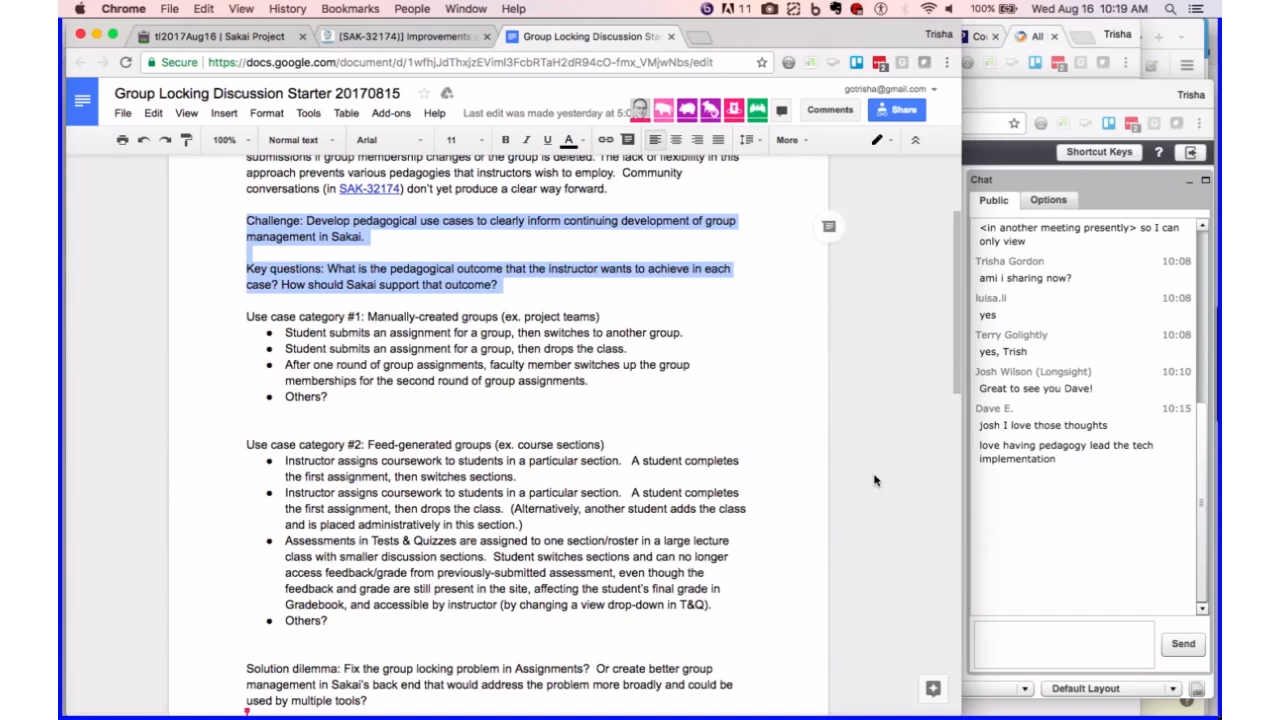 Chrome File Edit View History Bookmarks People Window Help 11 100% Wed Aug 16 10:19 AM
tl2017Aug16 | Sakai Project
[SAK-32174] Improvements
Group Locking Discussion Star
Trisha
Co
All
Trisha
Secure https://docs.google.com/document/d/1wfhjJdThxjzEViml3FcbRTaH2dR94cO-fmx_VMjwNbs/edit
Group Locking Discussion Starter 20170815
gotrisha@gmail.com
File Edit View Insert Format Tools Table Add-ons Help Last edit was made yesterday at 5:0
Comments
Share
100% Normal text Arial 11 B I U A More
submissions if group membership changes or the group is deleted. The lack of flexibility in this
approach prevents various pedagogies that instructors wish to employ. Community
conversations (in SAK-32174) don't yet produce a clear way forward.
Challenge: Develop pedagogical use cases to clearly inform continuing development of group
management in Sakai.
Key questions: What is the pedagogical outcome that the instructor wants to achieve in each
case? How should Sakai support that outcome?
Use case category #1: Manually-created groups (ex. project teams)
● Student submits an assignment for a group, then switches to another group.
● Student submits an assignment for a group, then drops the class.
● After one round of group assignments, faculty member switches up the group
memberships for the second round of group assignments.
● Others?
Use case category #2: Feed-generated groups (ex. course sections)
● Instructor assigns coursework to students in a particular section. A student completes
the first assignment, then switches sections.
● Instructor assigns coursework to students in a particular section. A student completes
the first assignment, then drops the class. (Alternatively, another student adds the class
and is placed administratively in this section.)
● Assessments in Tests & Quizzes are assigned to one section/roster in a large lecture
class with smaller discussion sections. Student switches sections and can no longer
access feedback/grade from previously-submitted assessment, even though the
feedback and grade are still present in the site, affecting the student's final grade in
Gradebook, and accessible by instructor (by changing a view drop-down in T&Q).
● Others?
Solution dilemma: Fix the group locking problem in Assignments? Or create better group
management in Sakai's back end that would address the problem more broadly and could be
used by multiple tools?
Trisha
Shortcut Keys ?
Chat
Public Options
<in another meeting presently> so I can
only view
Trisha Gordon 10:08
ami i sharing now?
luisa.li 10:08
yes
Terry Golightly 10:08
yes, Trish
Josh Wilson (Longsight) 10:10
Great to see you Dave!
Dave E. 10:15
josh I love those thoughts
love having pedagogy lead the tech
implementation
Send
Default Layout